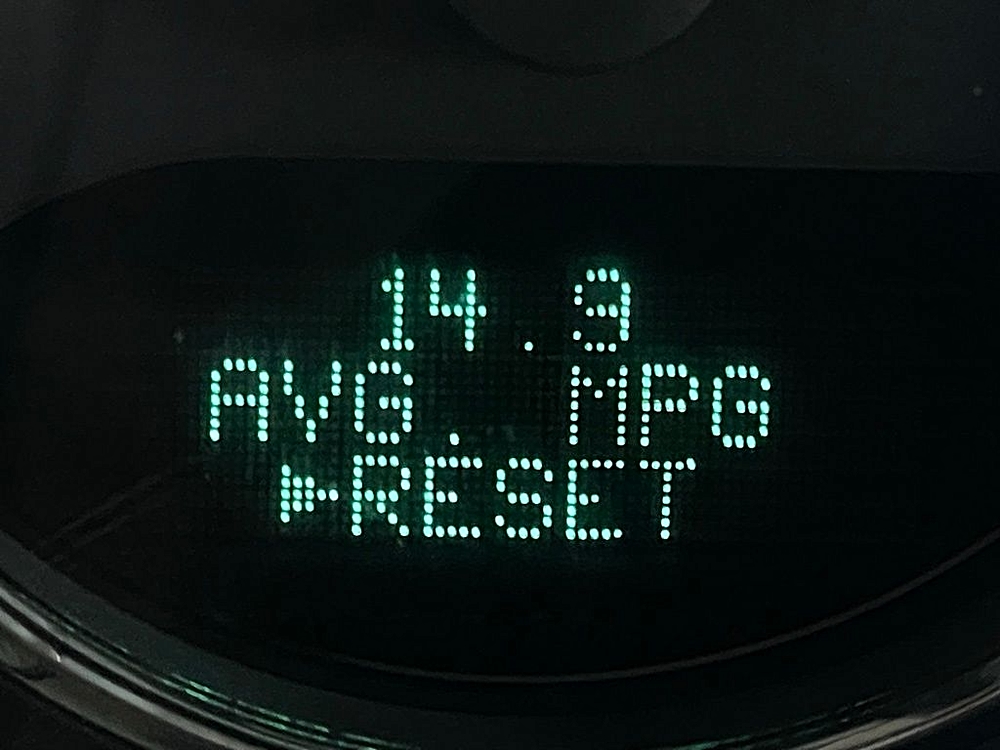 14.9
AVG. MPG
▶RESET